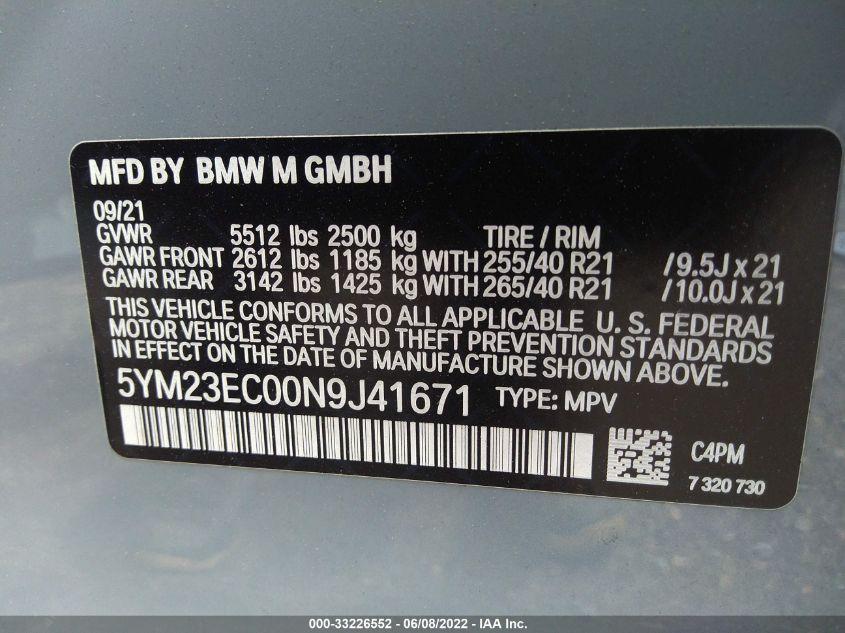 MFD BY BMW M GMBH
09/21
GVWR 5512 lbs 2500 kg TIRE / RIM
GAWR FRONT 2612 lbs 1185 kg WITH 255/40 R21 /9.5J x 21
GAWR REAR 3142 lbs 1425 kg WITH 265/40 R21 /10.0J x 21
THIS VEHICLE CONFORMS TO ALL APPLICABLE U. S. FEDERAL
MOTOR VEHICLE SAFETY AND THEFT PREVENTION STANDARDS
IN EFFECT ON THE DATE OF MANUFACTURE SHOWN ABOVE.
5YM23EC00N9J41671 TYPE: MPV
C4PM
7 320 730
000-33226552 - 06/08/2022 - IAA Inc.